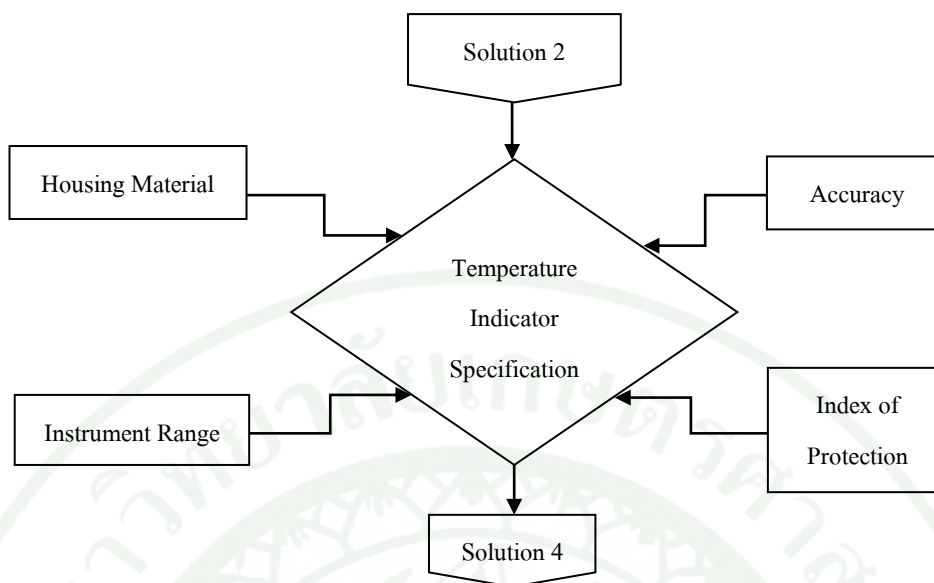 Solution 2
Housing Material
Accuracy
Temperature
Indicator
Specification
Instrument Range
Index of
Protection
Solution 4